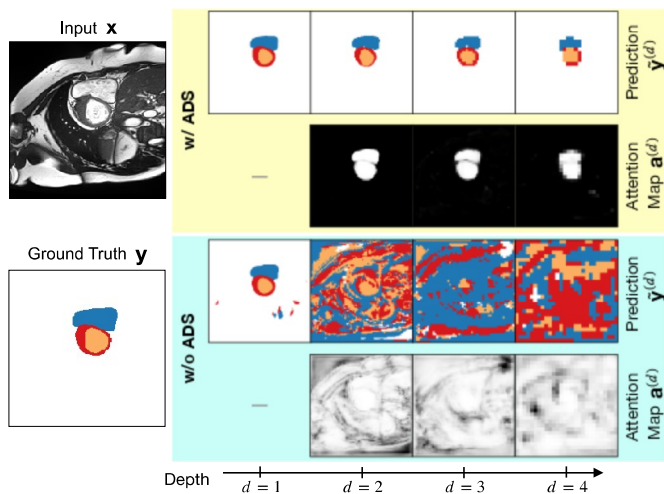 Input x
w/ ADS
Prediction
ỹ(d)
Attention
Map a(d)
—
Ground Truth y
w/o ADS
Prediction
ỹ(d)
Attention
Map a(d)
—
Depth
d = 1
d = 2
d = 3
d = 4